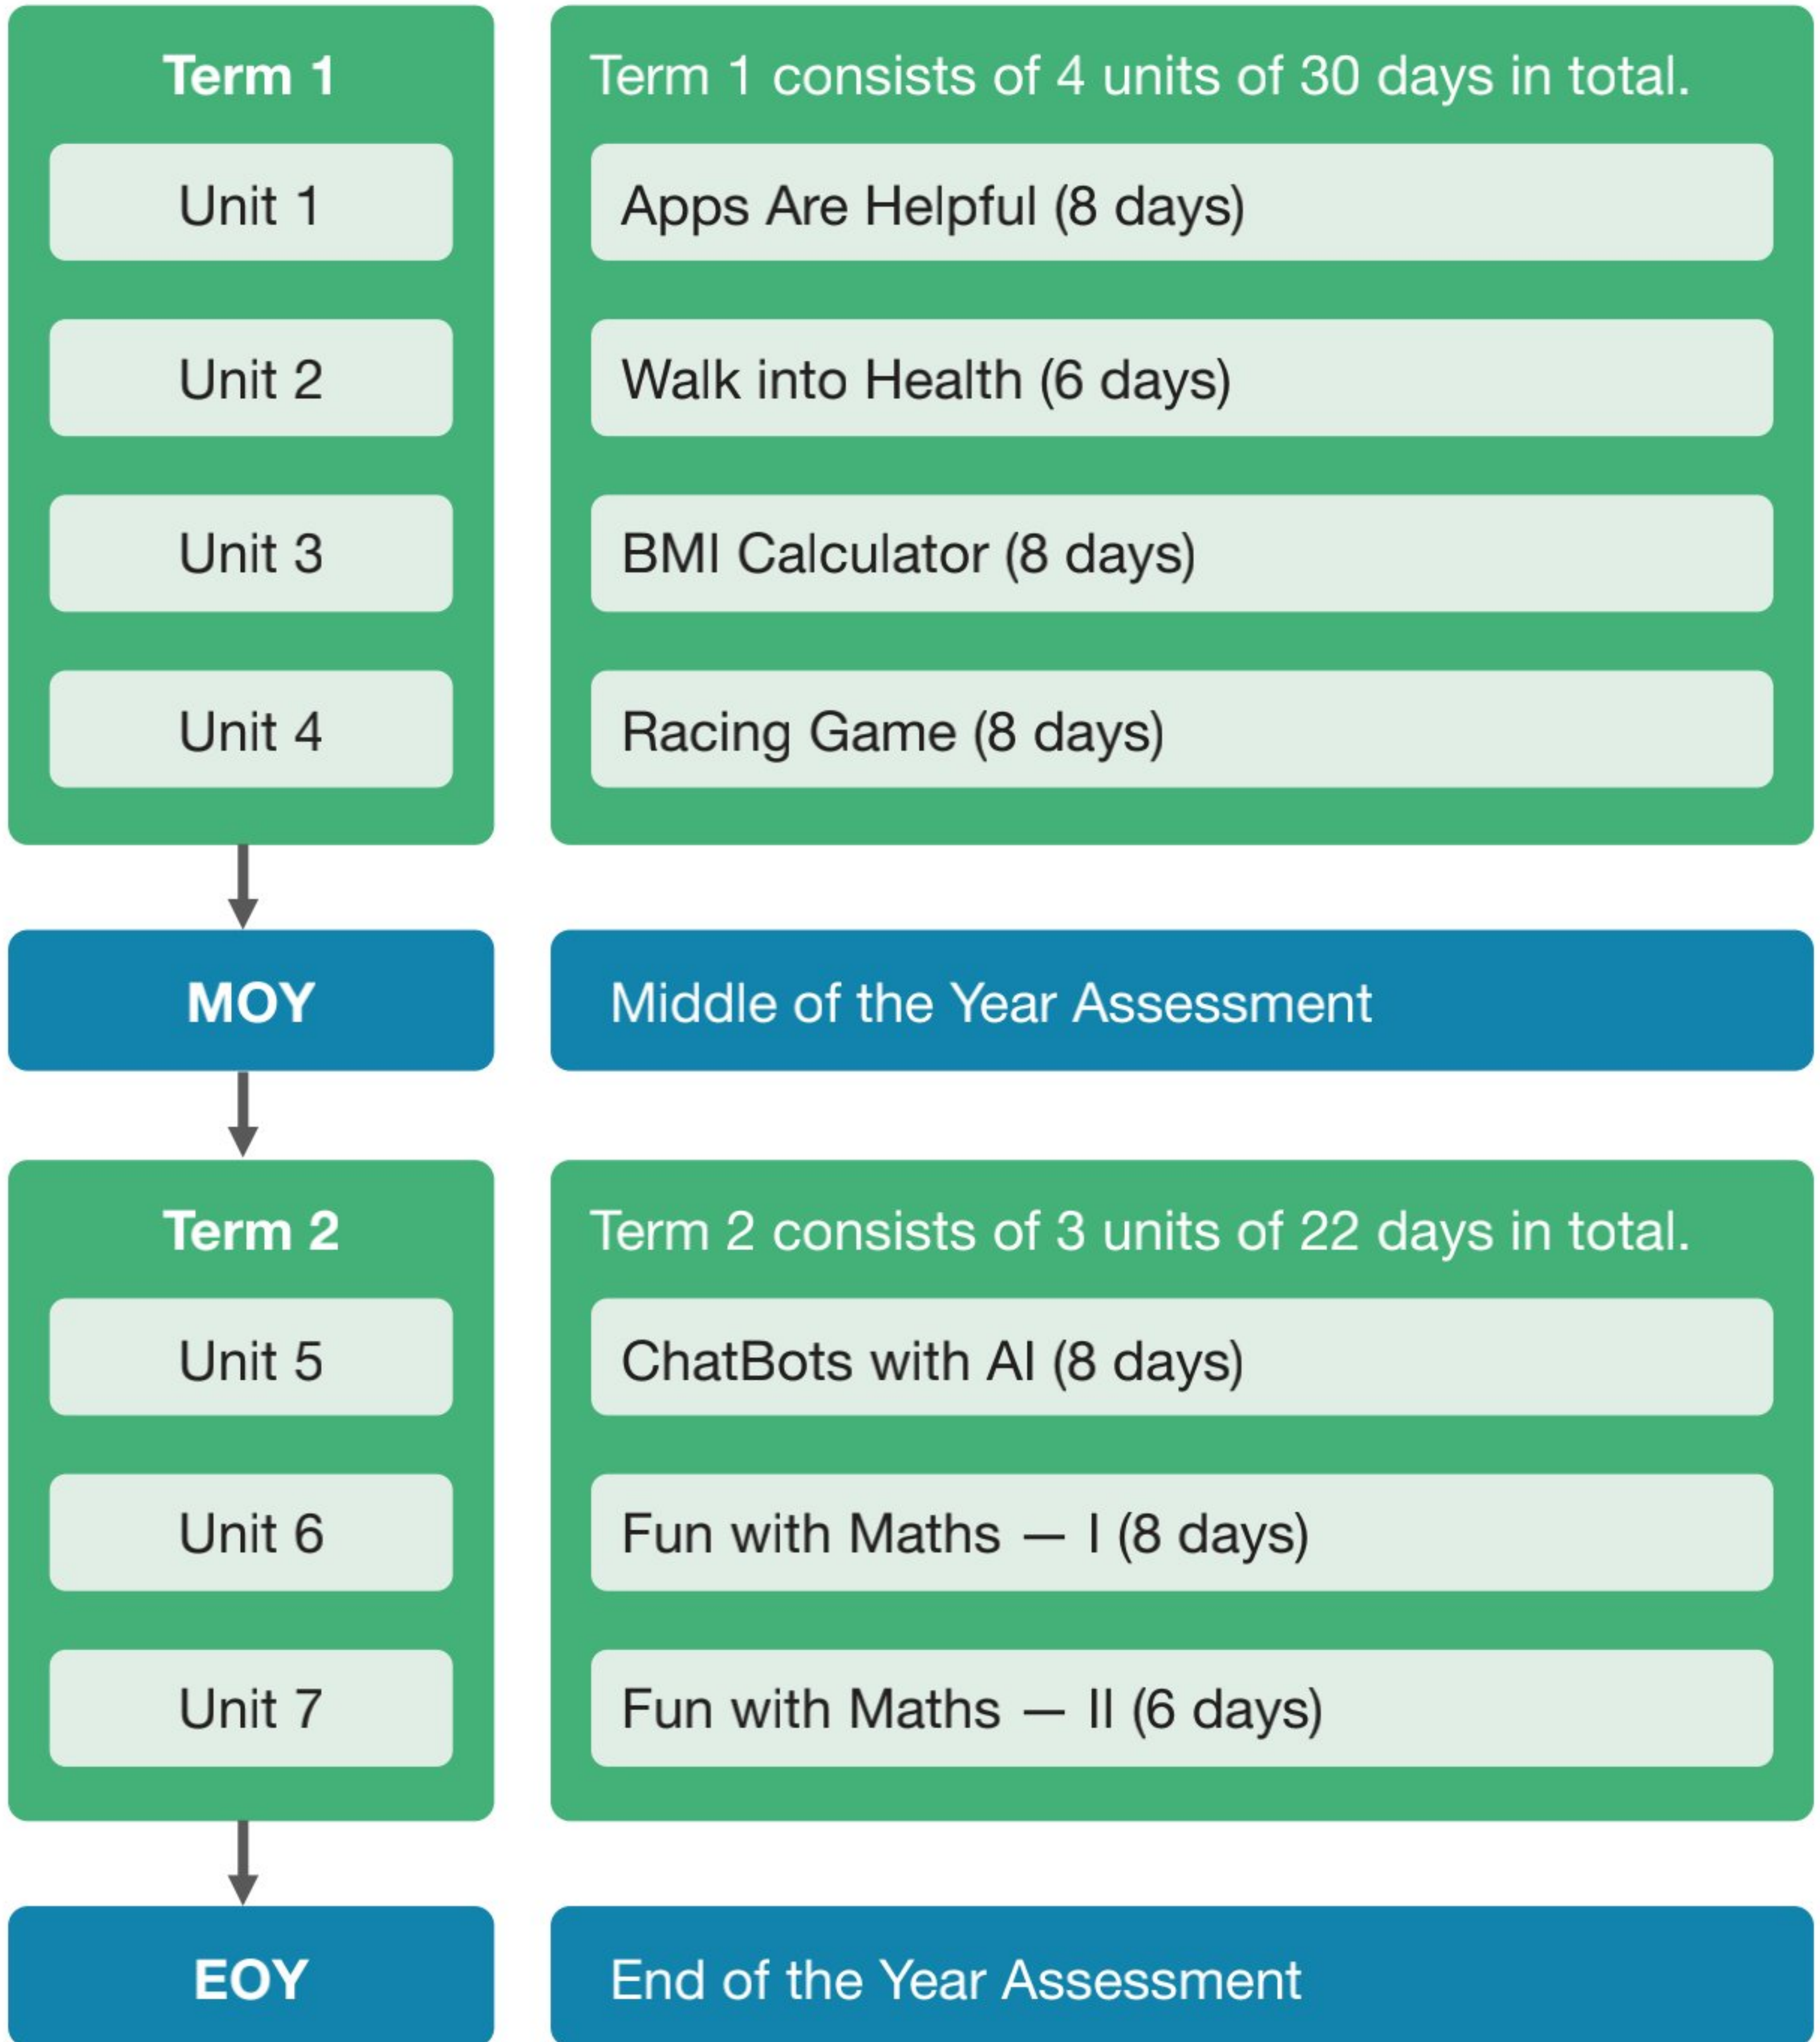 Term 1
Term 1 consists of 4 units of 30 days in total.
Unit 1
Apps Are Helpful (8 days)
Unit 2
Walk into Health (6 days)
Unit 3
BMI Calculator (8 days)
Unit 4
Racing Game (8 days)
MOY
Middle of the Year Assessment
Term 2
Term 2 consists of 3 units of 22 days in total.
Unit 5
ChatBots with AI (8 days)
Unit 6
Fun with Maths — I (8 days)
Unit 7
Fun with Maths — II (6 days)
EOY
End of the Year Assessment